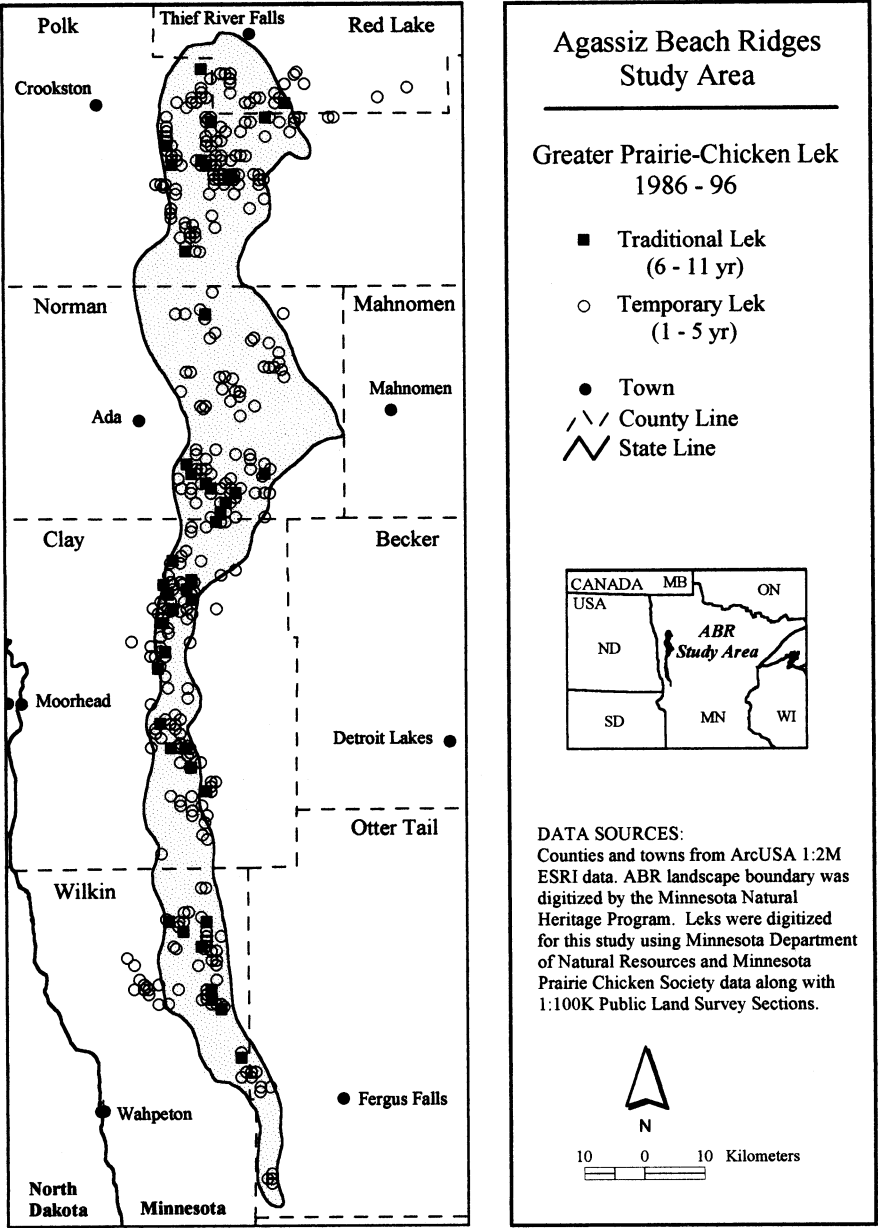 Polk
Thief River Falls
Red Lake
Crookston
Norman
Mahnomen
Mahnomen
Ada
Clay
Becker
Moorhead
Detroit Lakes
Otter Tail
Wilkin
Fergus Falls
Wahpeton
North
Dakota
Minnesota
Agassiz Beach Ridges
Study Area
Greater Prairie-Chicken Lek
1986 - 96
Traditional Lek
(6 - 11 yr)
Temporary Lek
(1 - 5 yr)
Town
County Line
State Line
CANADA
MB
ON
USA
ND
ABR
Study Area
SD
MN
WI
DATA SOURCES:
Counties and towns from ArcUSA 1:2M
ESRI data. ABR landscape boundary was
digitized by the Minnesota Natural
Heritage Program. Leks were digitized
for this study using Minnesota Department
of Natural Resources and Minnesota
Prairie Chicken Society data along with
1:100K Public Land Survey Sections.
N
10 0 10 Kilometers